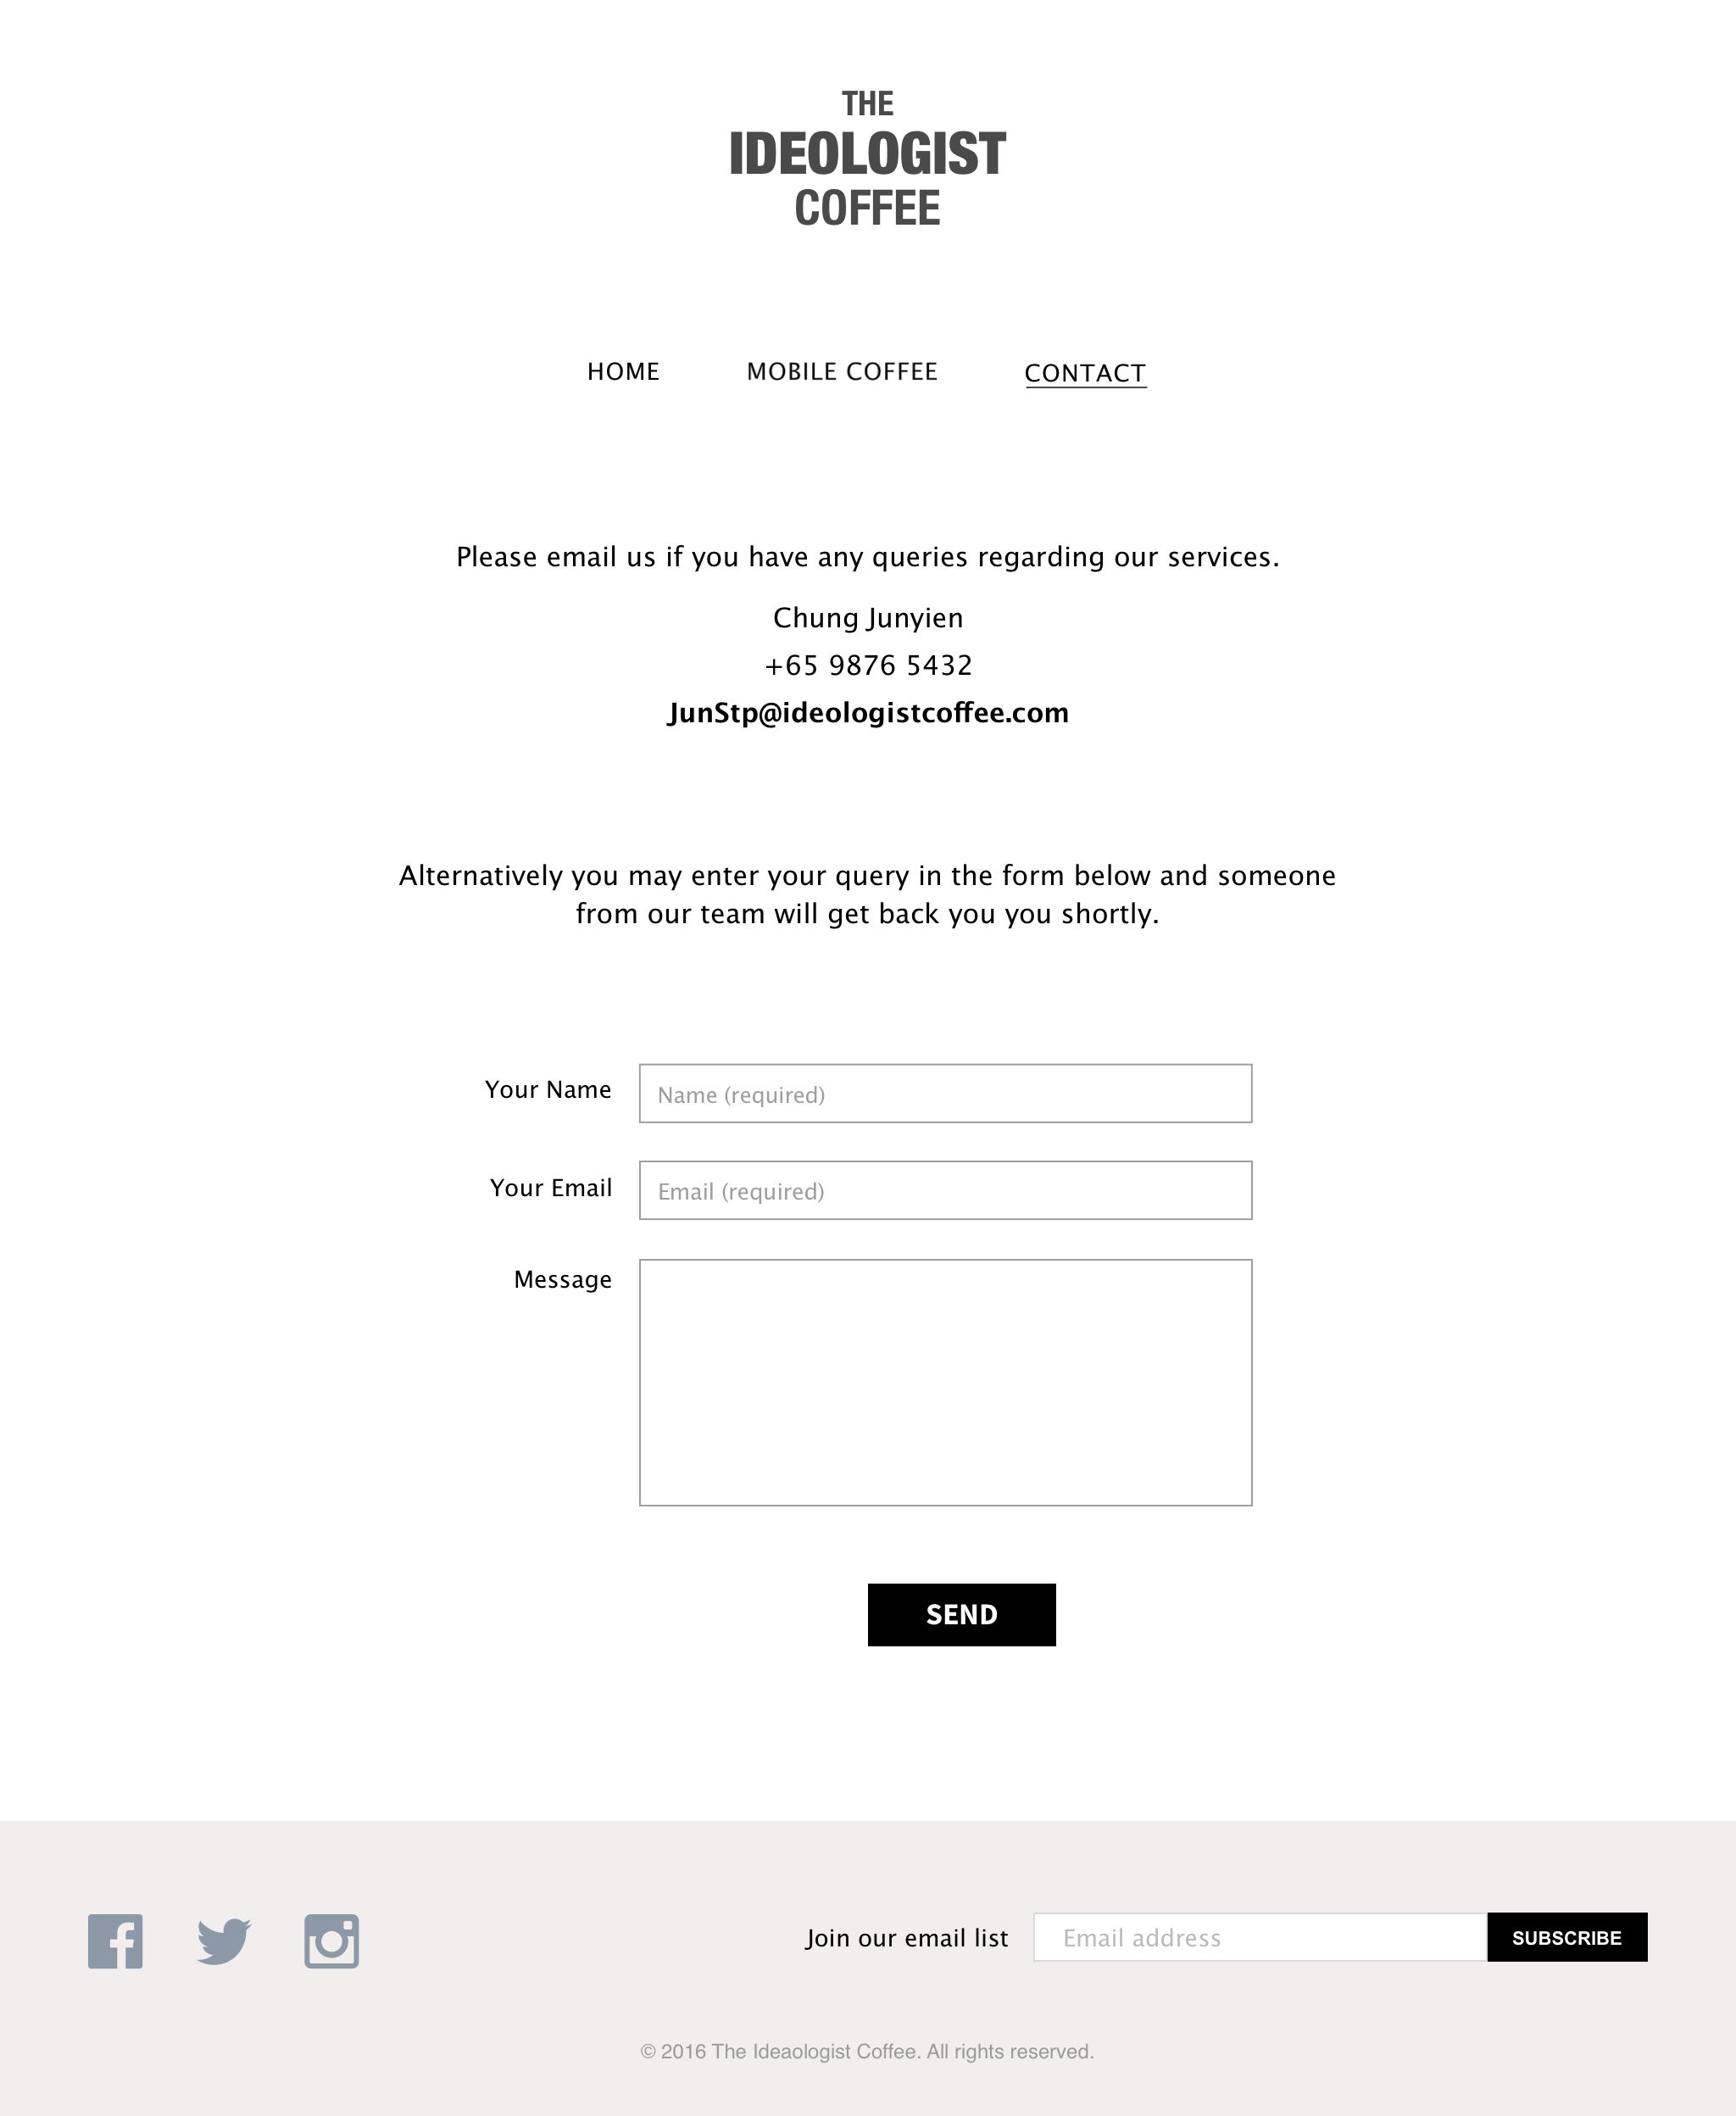 THE
IDEOLOGIST
COFFEE
HOME MOBILE COFFEE CONTACT
Please email us if you have any queries regarding our services.
Chung Junyien
+65 9876 5432
JunStp@ideologistcoffee.com
Alternatively you may enter your query in the form below and someone
from our team will get back you you shortly.
Your Name Name (required)
Your Email Email (required)
Message
SEND
Join our email list Email address SUBSCRIBE
© 2016 The Ideaologist Coffee. All rights reserved.